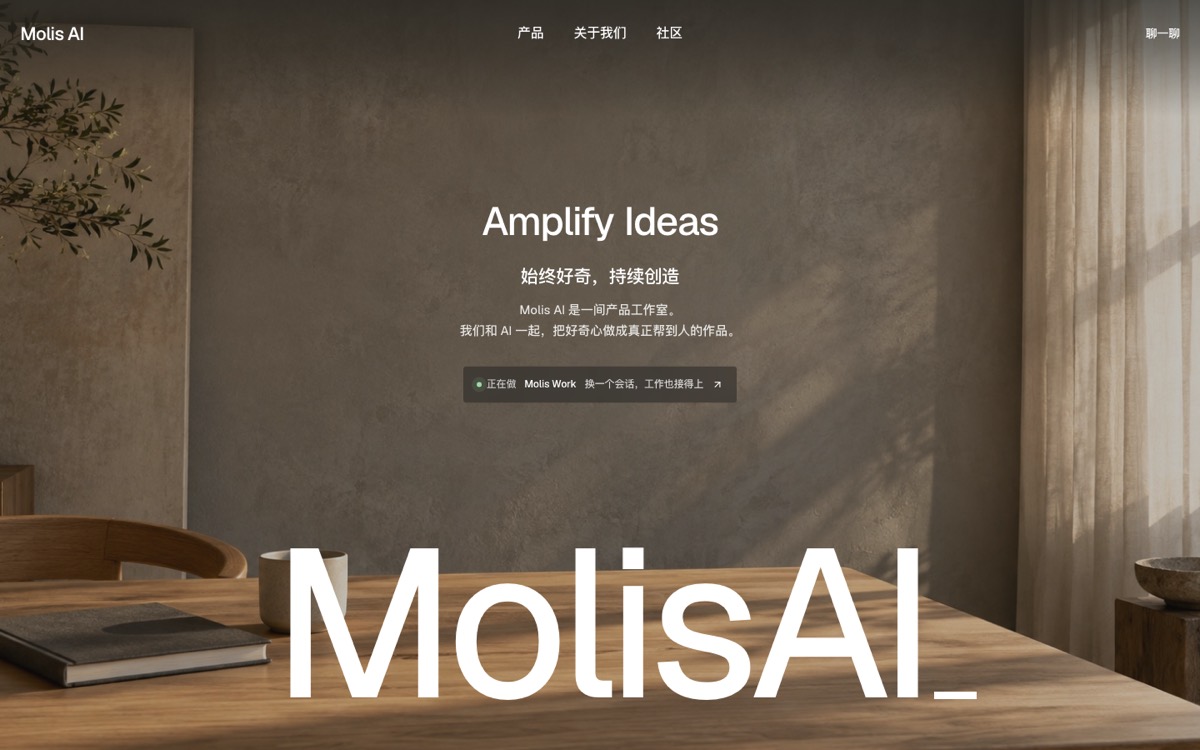 Molis AI
产品 关于我们 社区
聊一聊
Amplify Ideas
始终好奇，持续创造
Molis AI 是一间产品工作室。
我们和 AI 一起，把好奇心做成真正帮到人的作品。
正在做 Molis Work 换一个会话，工作也接得上
MolisAI_